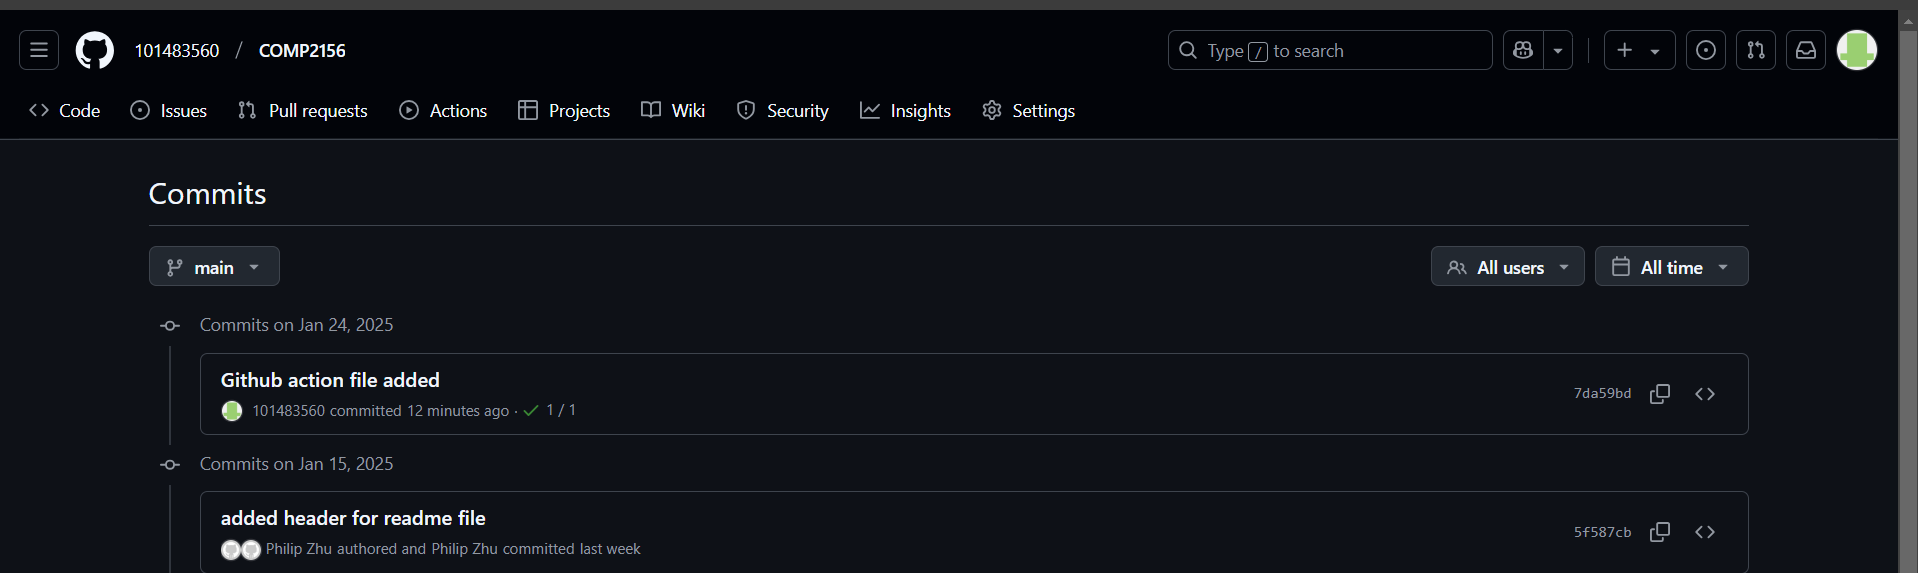 101483560 / COMP2156
Type / to search
Code Issues Pull requests Actions Projects Wiki Security Insights Settings
Commits
main
All users All time
Commits on Jan 24, 2025
Github action file added
7da59bd
101483560 committed 12 minutes ago · 1 / 1
Commits on Jan 15, 2025
added header for readme file
5f587cb
Philip Zhu authored and Philip Zhu committed last week